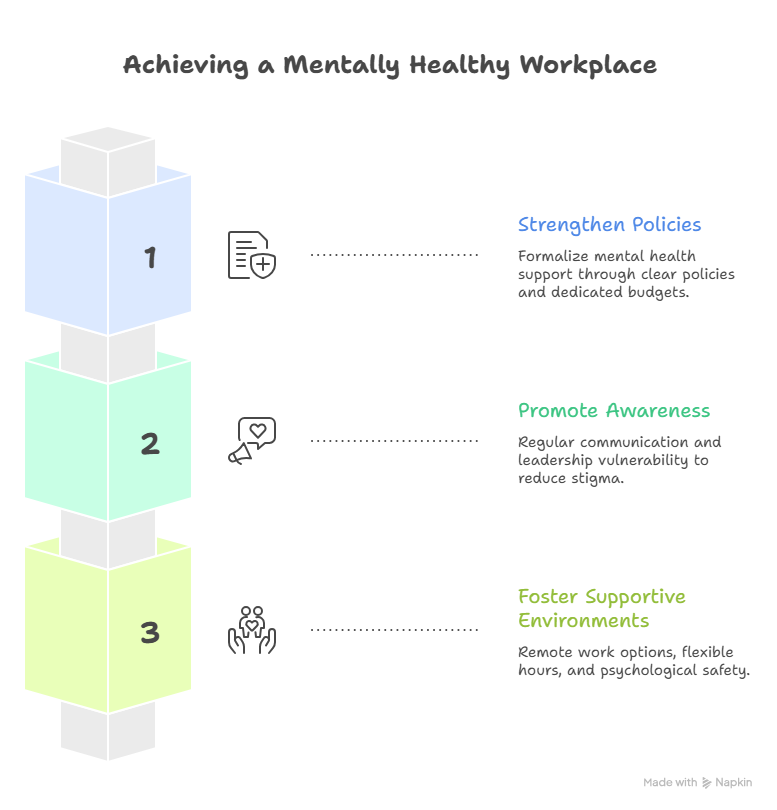 Achieving a Mentally Healthy Workplace
1
Strengthen Policies
Formalize mental health
support through clear policies
and dedicated budgets.
2
Promote Awareness
Regular communication and
leadership vulnerability to
reduce stigma.
3
Foster Supportive
Environments
Remote work options, flexible
hours, and psychological safety.
Made with Napkin